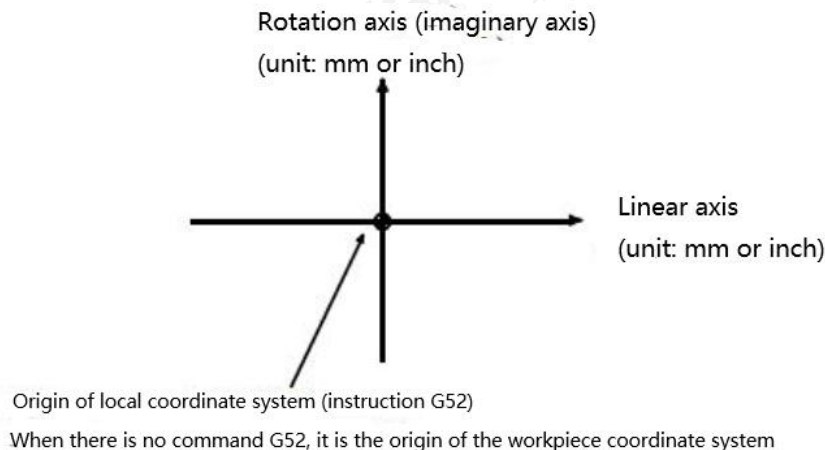 Rotation axis (imaginary axis)
(unit: mm or inch)
Linear axis
(unit: mm or inch)
Origin of local coordinate system (instruction G52)
When there is no command G52, it is the origin of the workpiece coordinate system